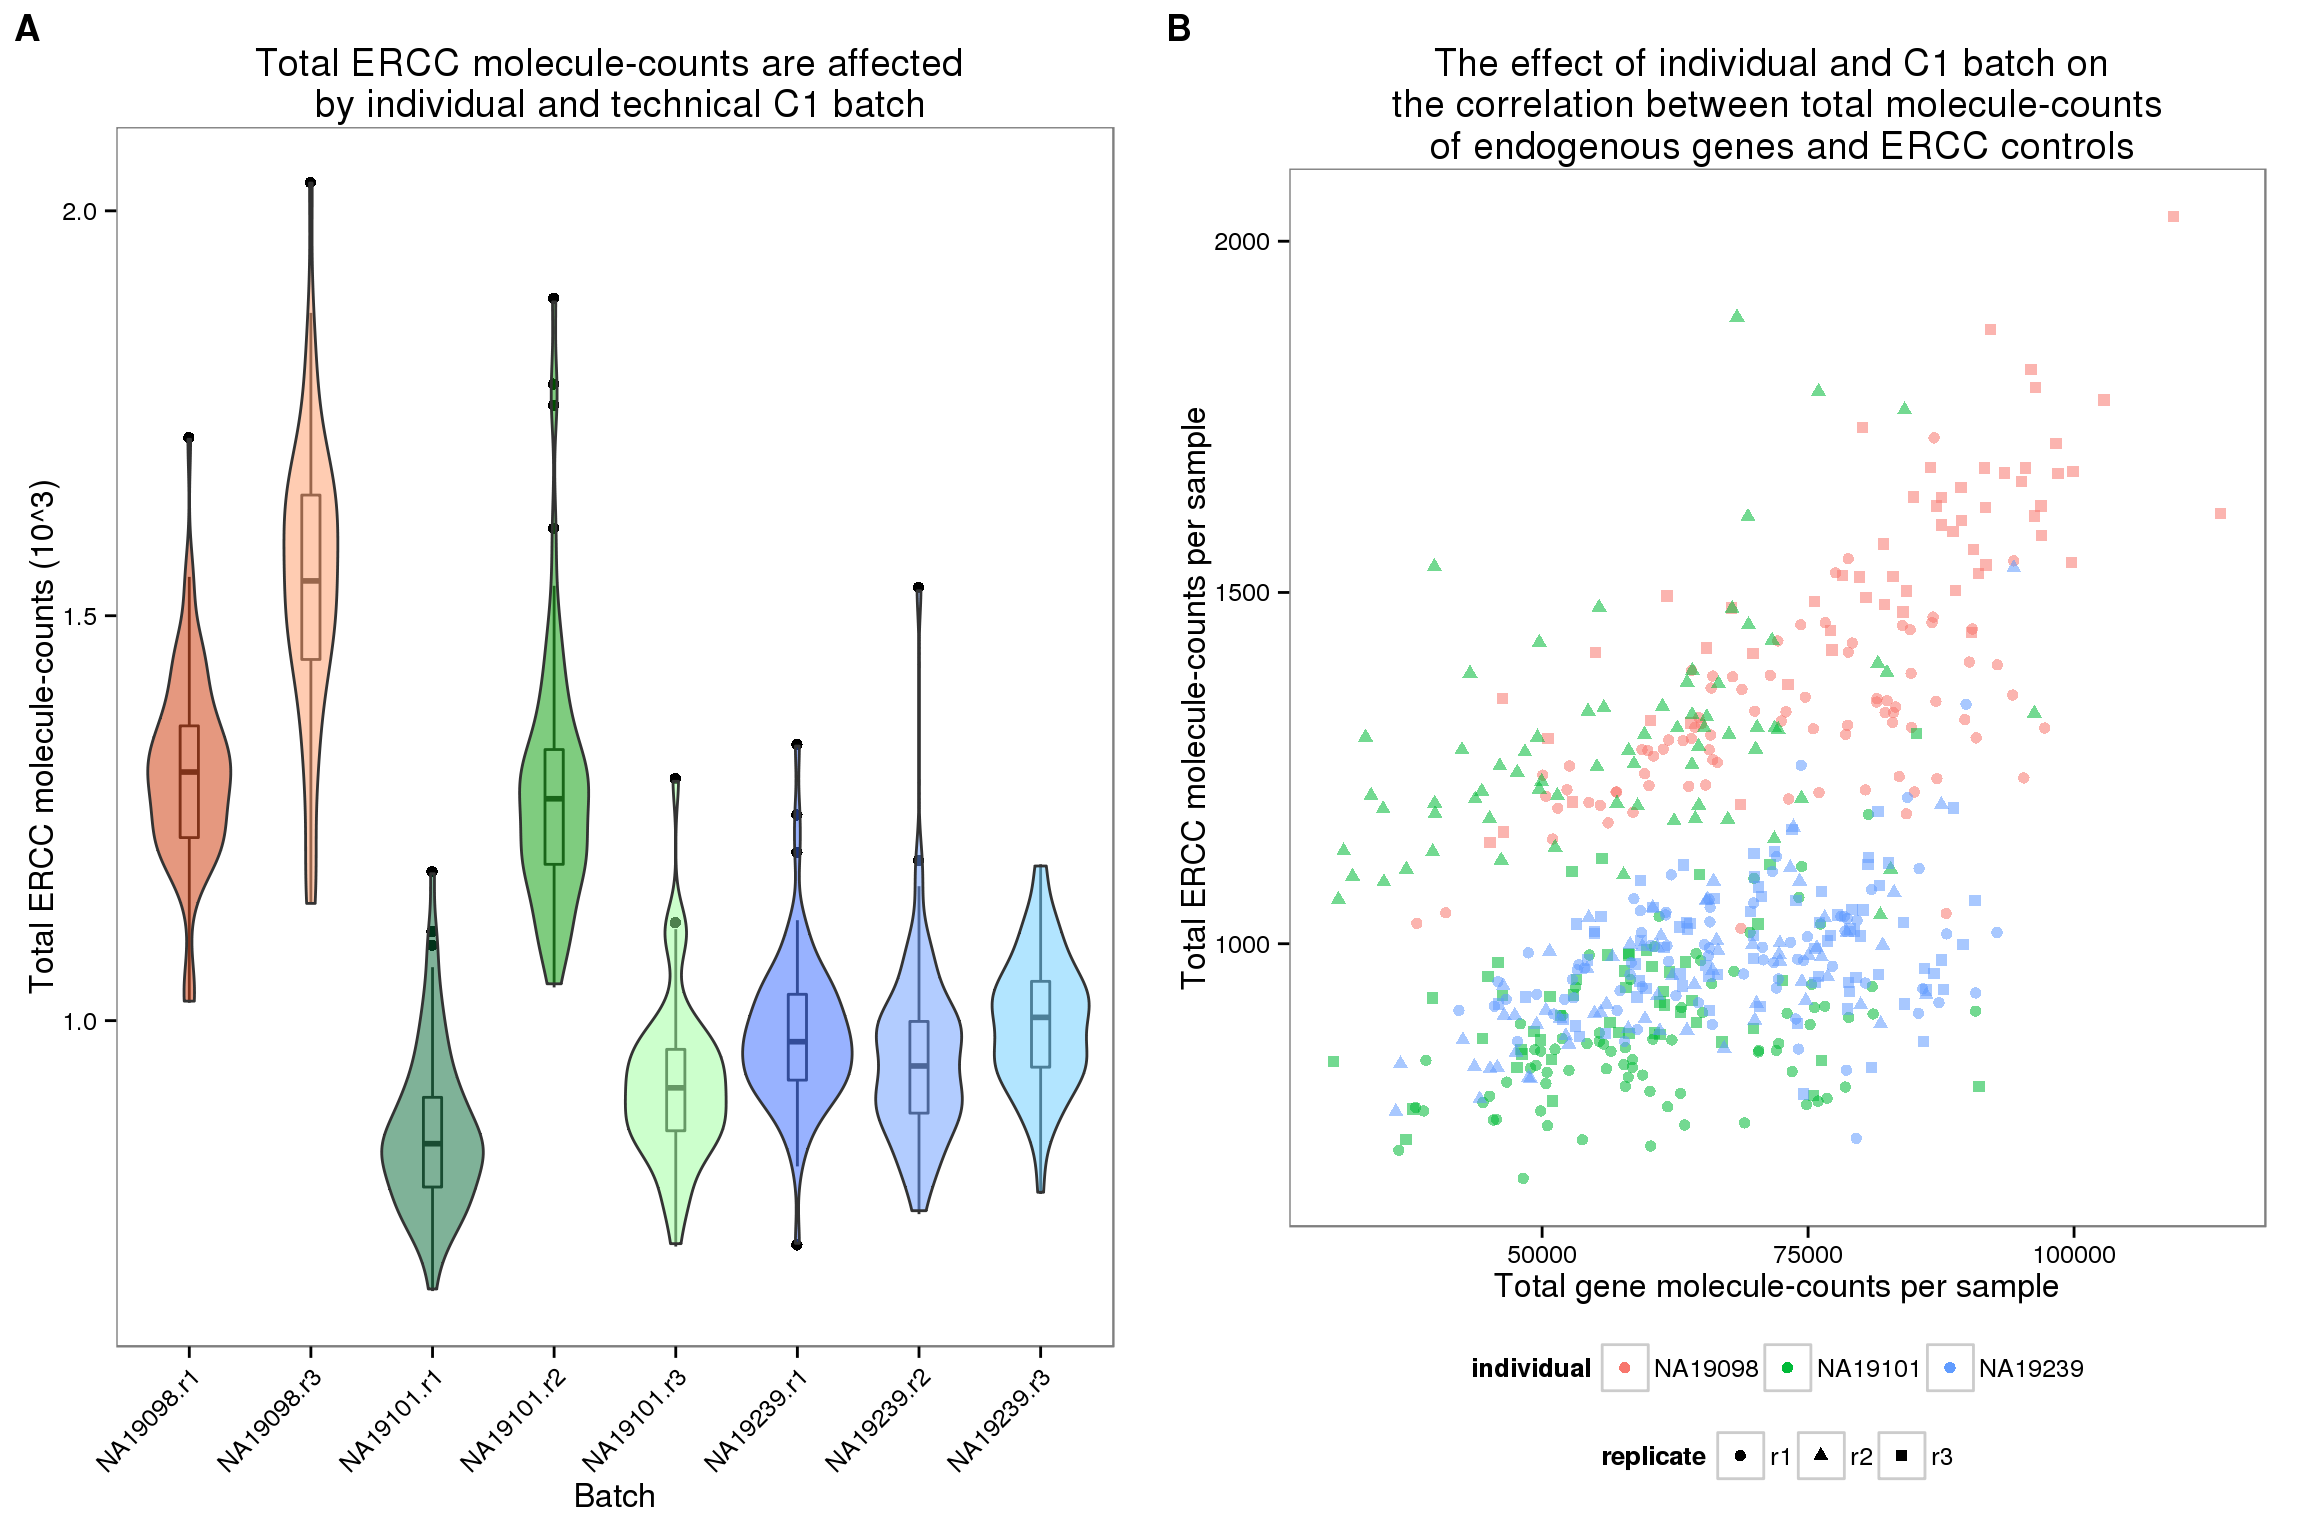 A
Total ERCC molecule-counts are affected
by individual and technical C1 batch
Total ERCC molecule-counts (10^3)
2.0
1.5
1.0
NA19098.r1
NA19098.r3
NA19101.r1
NA19101.r2
NA19101.r3
NA19239.r1
NA19239.r2
NA19239.r3
Batch
B
The effect of individual and C1 batch on
the correlation between total molecule-counts
of endogenous genes and ERCC controls
Total ERCC molecule-counts per sample
2000
1500
1000
50000 75000 100000
Total gene molecule-counts per sample
individual NA19098 NA19101 NA19239
replicate r1 r2 r3